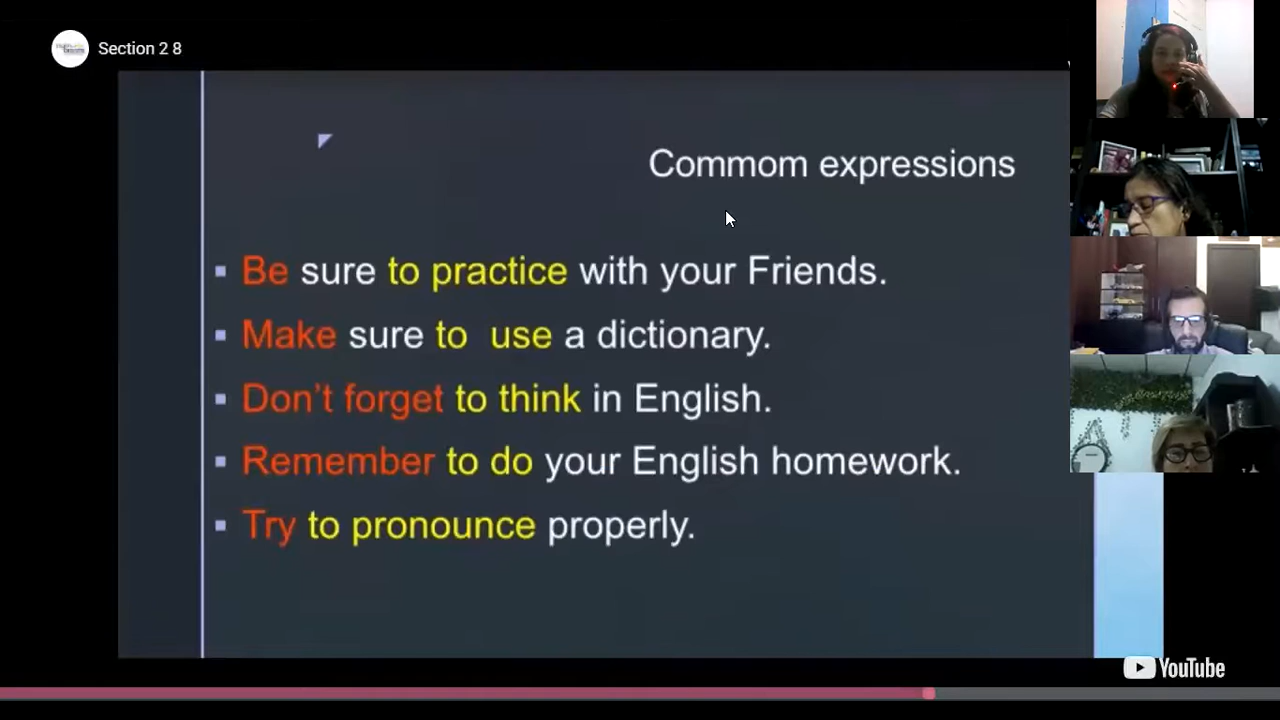 Section 2 8
Commom expressions
Be sure to practice with your Friends.
Make sure to use a dictionary.
Don't forget to think in English.
Remember to do your English homework.
Try to pronounce properly.
YouTube